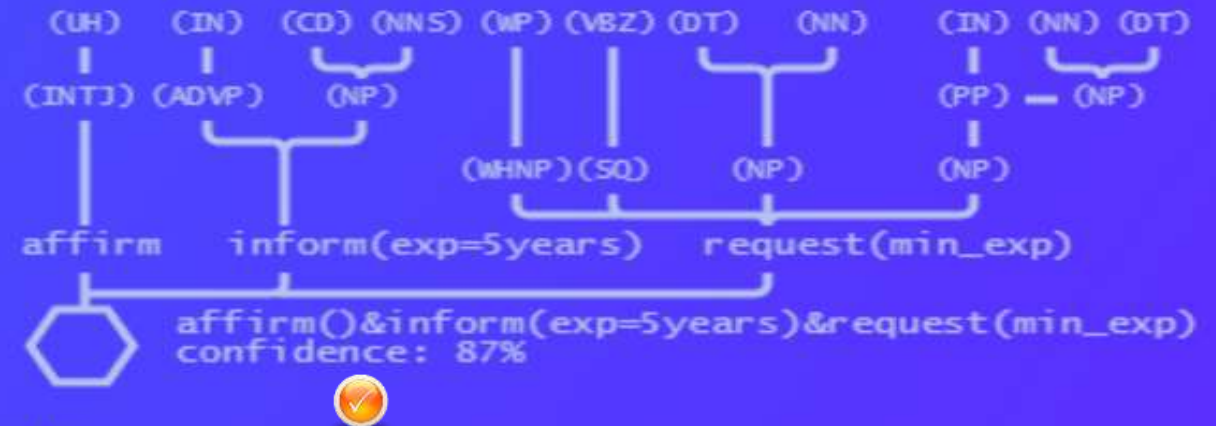 (UH) (IN) (CD) (NNS) (WP) (VBZ) (DT) (NN) (IN) (NN) (DT)
(INTJ) (ADVP) (NP) (PP) (NP)
(WHNP) (SQ) (NP) (NP)
affirm inform(exp=5years) request(min_exp)
affirm()&inform(exp=5years)&request(min_exp)
confidence: 87%